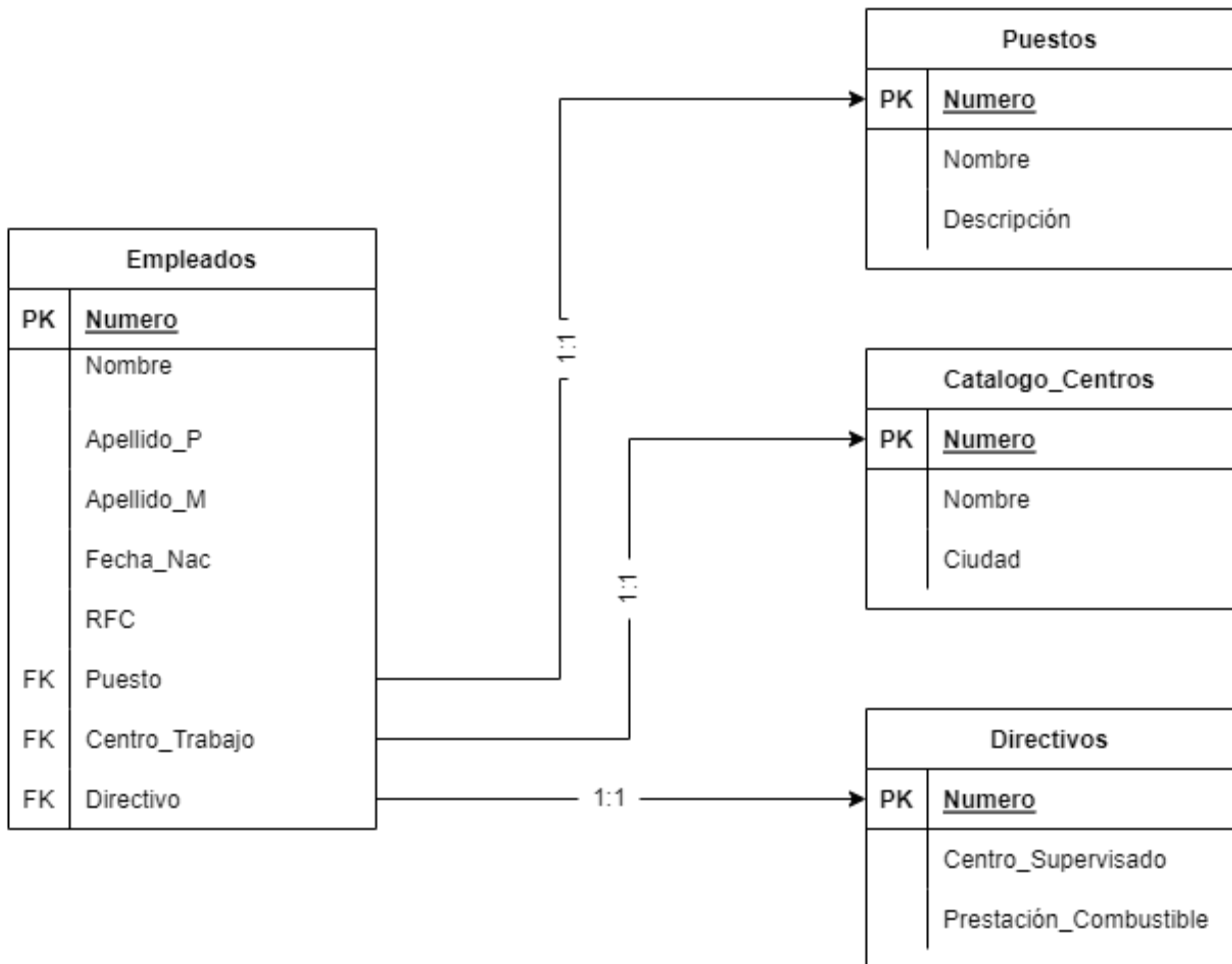 Empleados
PK Numero
Nombre
Apellido_P
Apellido_M
Fecha_Nac
RFC
FK Puesto
FK Centro_Trabajo
FK Directivo
1:1
1:1
1:1
Puestos
PK Numero
Nombre
Descripción
Catalogo_Centros
PK Numero
Nombre
Ciudad
Directivos
PK Numero
Centro_Supervisado
Prestación_Combustible